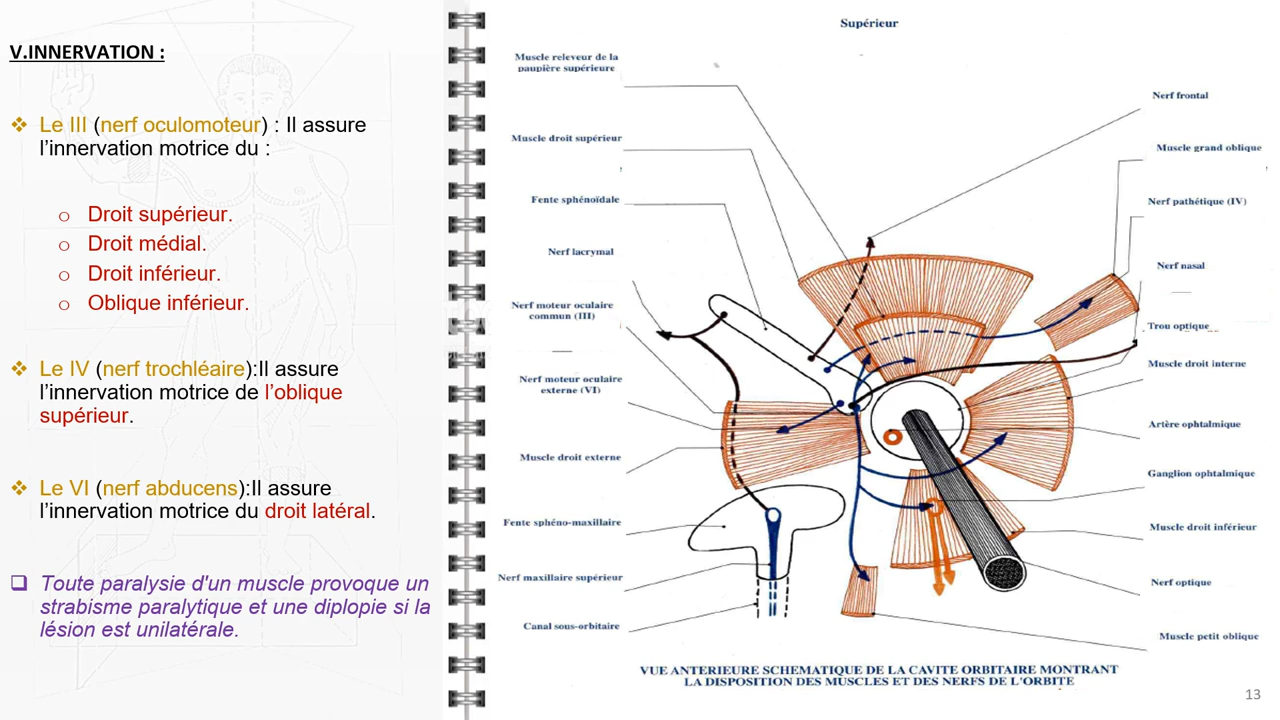 V.INNERVATION :
❖ Le III (nerf oculomoteur) : Il assure
l'innervation motrice du :
o Droit supérieur.
o Droit médial.
o Droit inférieur.
o Oblique inférieur.
❖ Le IV (nerf trochléaire):Il assure
l'innervation motrice de l'oblique
supérieur.
❖ Le VI (nerf abducens):Il assure
l'innervation motrice du droit latéral.
❑ Toute paralysie d'un muscle provoque un
strabisme paralytique et une diplopie si la
lésion est unilatérale.
Supérieur
Muscle releveur de la
paupière supérieure
Muscle droit supérieur
Fente sphénoïdale
Nerf lacrymal
Nerf moteur oculaire
commun (III)
Nerf moteur oculaire
externe (VI)
Muscle droit externe
Fente sphéno-maxillaire
Nerf maxillaire supérieur
Canal sous-orbitaire
Nerf frontal
Muscle grand oblique
Nerf pathétique (IV)
Nerf nasal
Trou optique
Muscle droit interne
Artère ophtalmique
Ganglion ophtalmique
Muscle droit inférieur
Nerf optique
Muscle petit oblique
VUE ANTERIEURE SCHEMATIQUE DE LA CAVITE ORBITAIRE MONTRANT
LA DISPOSITION DES MUSCLES ET DES NERFS DE L'ORBITE
13